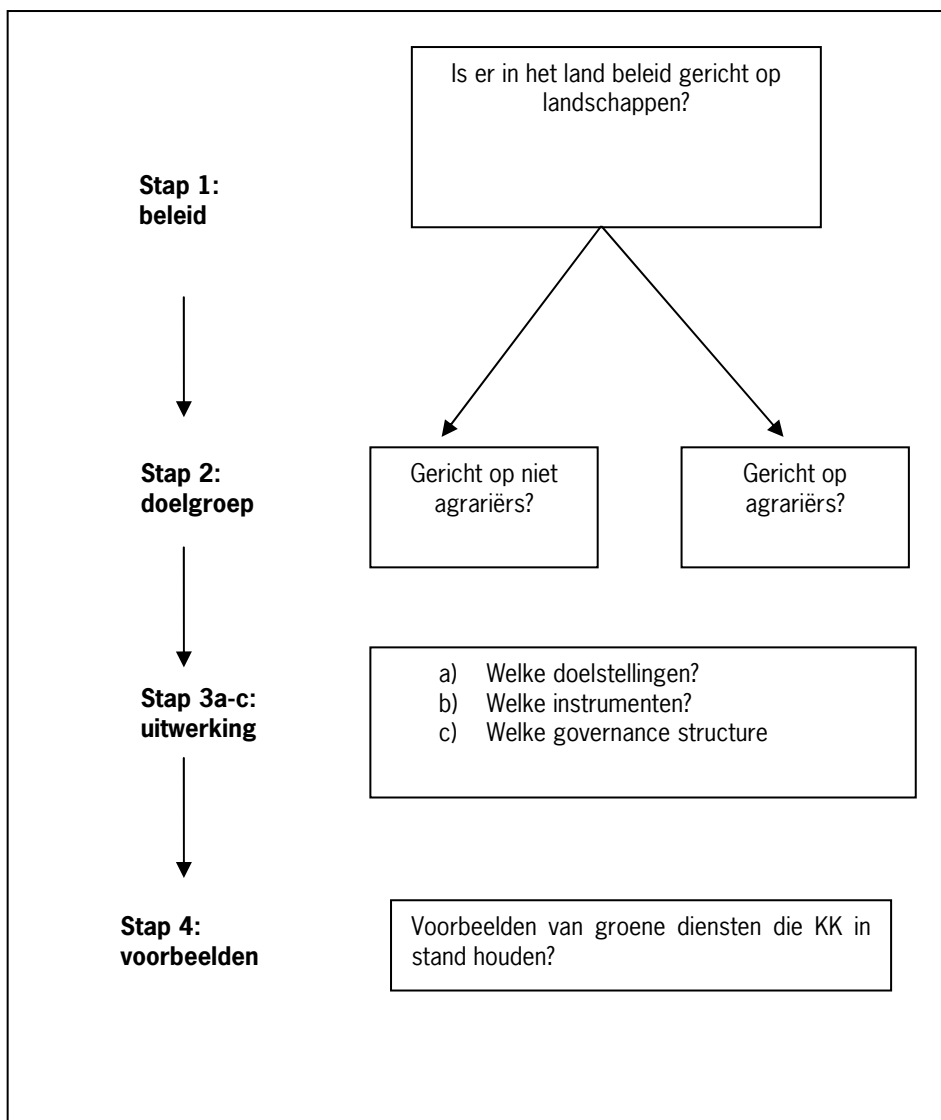 Is er in het land beleid gericht op
landschappen?
Stap 1:
beleid
Stap 2:
doelgroep
Gericht op niet
agrariërs?
Gericht op
agrariërs?
Stap 3a-c:
uitwerking
a) Welke doelstellingen?
b) Welke instrumenten?
c) Welke governance structure
Stap 4:
voorbeelden
Voorbeelden van groene diensten die KK in
stand houden?